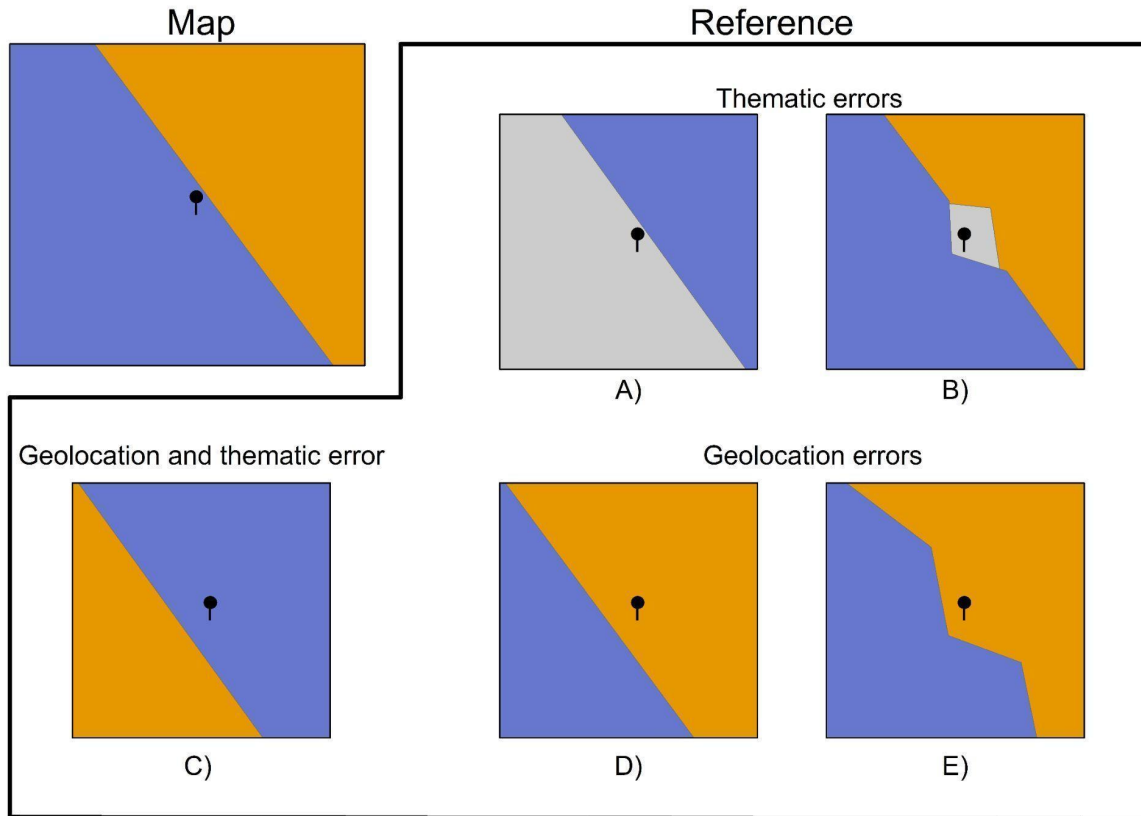 Map
Reference
Thematic errors
A)
B)
Geolocation and thematic error
Geolocation errors
C)
D)
E)